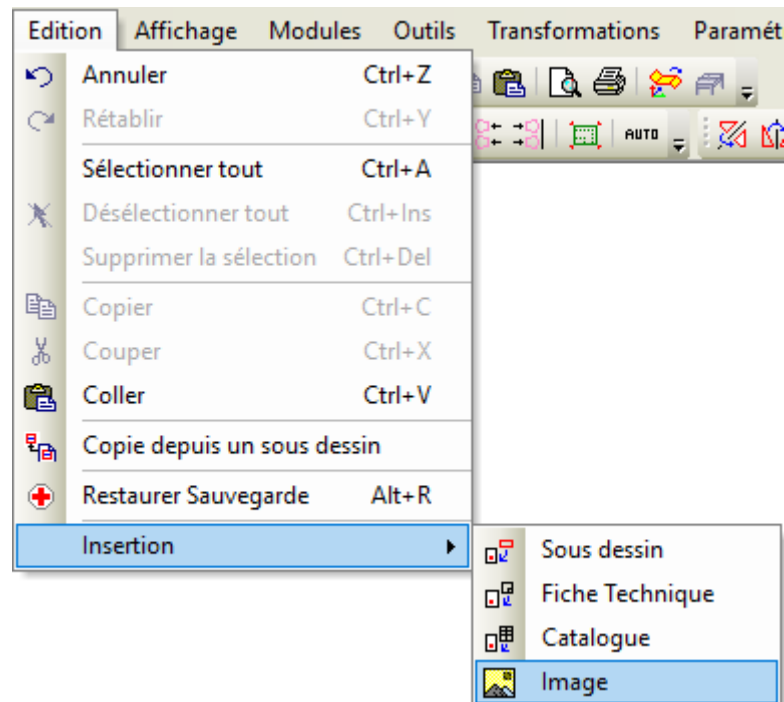 Edition Affichage Modules Outils Transformations Paramét
Annuler Ctrl+Z
Rétablir Ctrl+Y
AUTO
Sélectionner tout Ctrl+A
Désélectionner tout Ctrl+Ins
Supprimer la sélection Ctrl+Del
Copier Ctrl+C
Couper Ctrl+X
Coller Ctrl+V
Copie depuis un sous dessin
Restaurer Sauvegarde Alt+R
Insertion
Sous dessin
Fiche Technique
Catalogue
Image